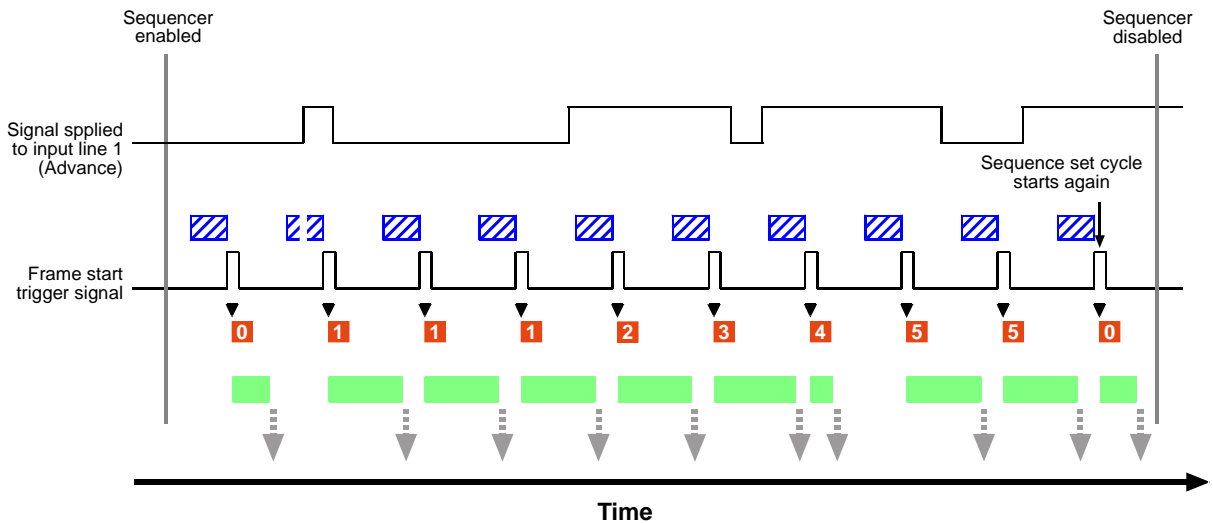 Sequencer
enabled
Sequencer
disabled
Signal spplied
to input line 1
(Advance)
Sequence set cycle
starts again
Frame start
trigger signal
0 1 1 1 2 3 4 5 5 0
Time